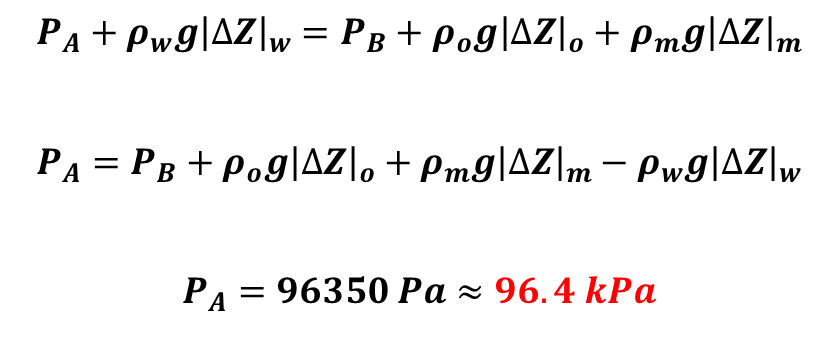 P_A + ρ_w g|ΔZ|_w = P_B + ρ_o g|ΔZ|_o + ρ_m g|ΔZ|_m
P_A = P_B + ρ_o g|ΔZ|_o + ρ_m g|ΔZ|_m − ρ_w g|ΔZ|_w
P_A = 96350 Pa ≈ 96.4 kPa